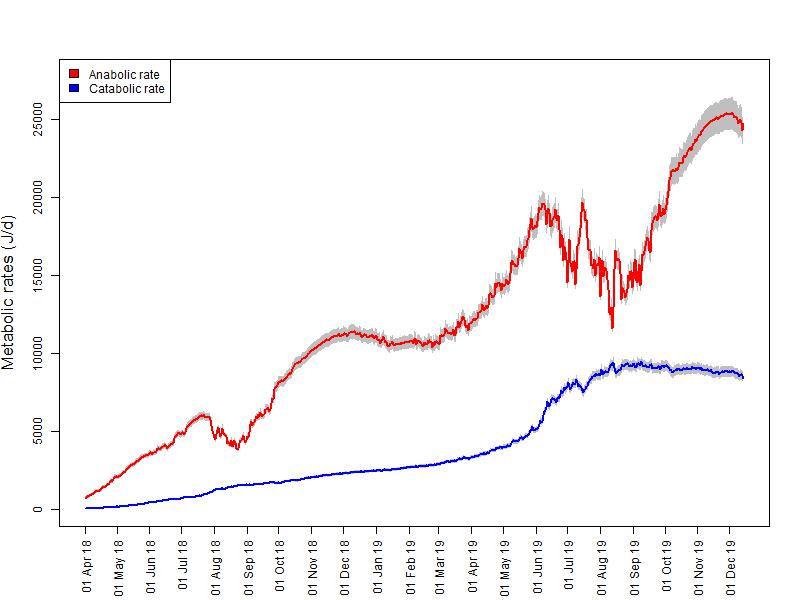 Anabolic rate
Catabolic rate
Metabolic rates (J/d)
25000
20000
15000
10000
5000
0
01 Apr 18
01 May 18
01 Jun 18
01 Jul 18
01 Aug 18
01 Sep 18
01 Oct 18
01 Nov 18
01 Dec 18
01 Jan 19
01 Feb 19
01 Mar 19
01 Apr 19
01 May 19
01 Jun 19
01 Jul 19
01 Aug 19
01 Sep 19
01 Oct 19
01 Nov 19
01 Dec 19